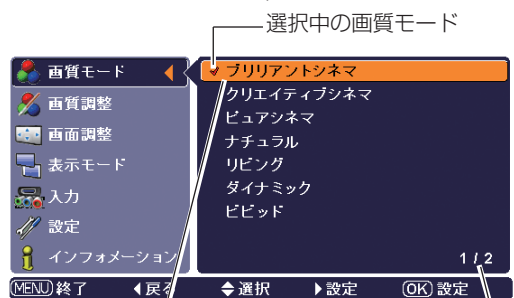 選択中の画質モード
画質モード
画質調整
画面調整
表示モード
入力
設定
インフォメーション
ブリリアントシネマ
クリエイティブシネマ
ピュアシネマ
ナチュラル
リビング
ダイナミック
ビビッド
1 / 2
MENU 終了 戻る 選択 設定 OK 設定